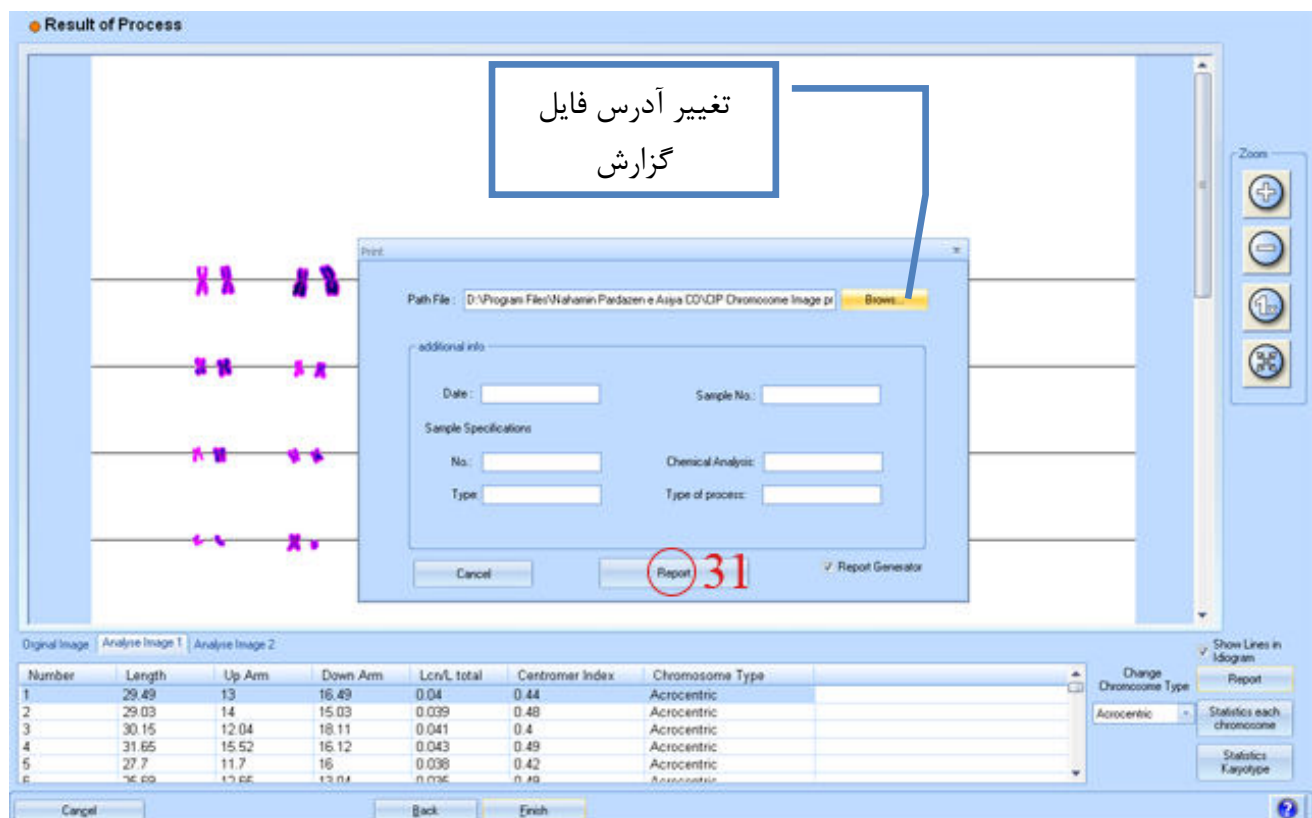 Result of Process
تغییر آدرس فایل
گزارش
Zoom
Print
Path File : D:\Program Files\Nahamin Pardazen e Asiya CO\CIP Chromosome Image pr Brows...
additional info
Date : Sample No.:
Sample Specifications
No.: Chemical Analysis:
Type: Type of process:
Cancel Report 31 Report Generator
Orginal Image Analyse Image 1 Analyse Image 2
Show Lines in
Idiogram
Number Length Up Arm Down Arm Lcn/L total Centromer Index Chromosome Type
1 29.49 13 16.49 0.04 0.44 Acrocentric
2 29.03 14 15.03 0.039 0.48 Acrocentric
3 30.15 12.04 18.11 0.041 0.4 Acrocentric
4 31.65 15.52 16.12 0.043 0.49 Acrocentric
5 27.7 11.7 16 0.038 0.42 Acrocentric
Change
Chromosome Type
Acrocentric
Report
Statistics each
chromosome
Statistics
Karyotype
Cancel Back Finish